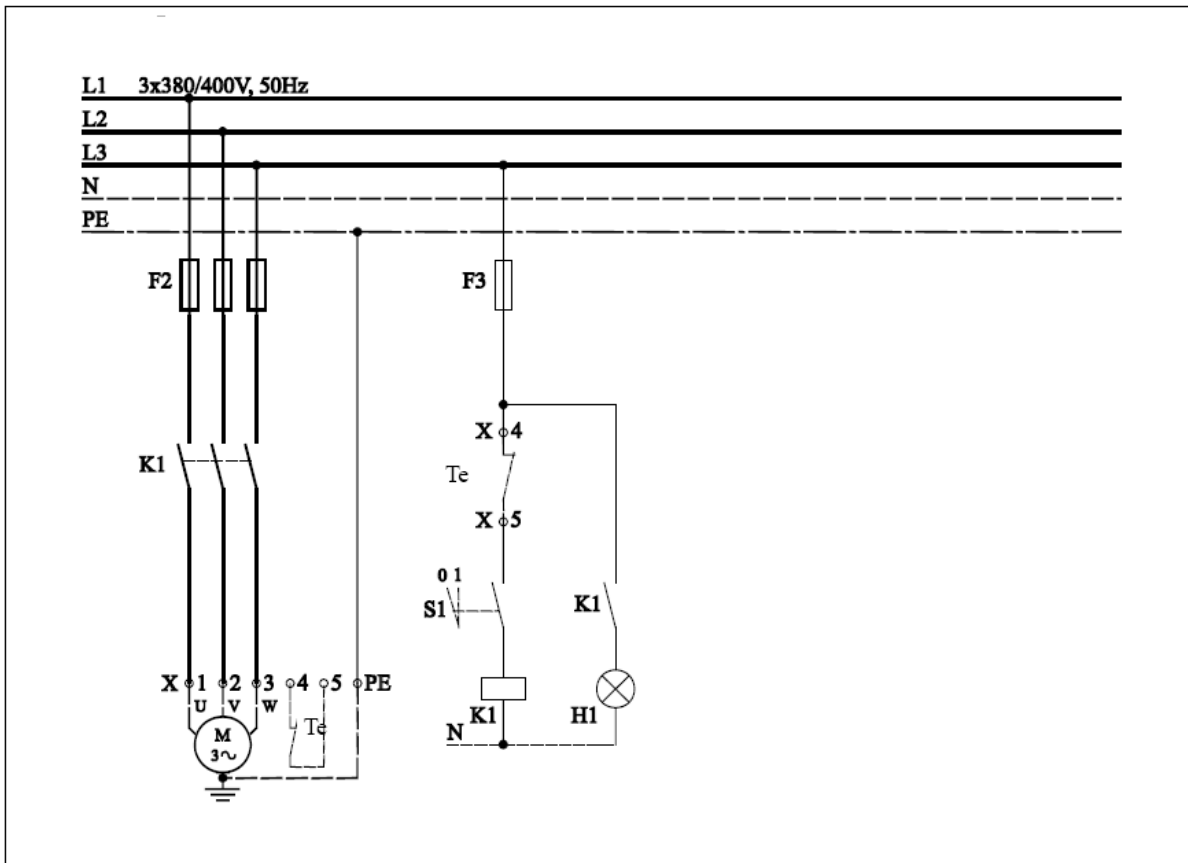 L1 3x380/400V, 50Hz
L2
L3
N
PE
F2 F3
X 4
K1 Te
X 5
0 1
S1 K1
X 1 2 3 4 5 PE
U V W
K1 H1
M Te N
3~